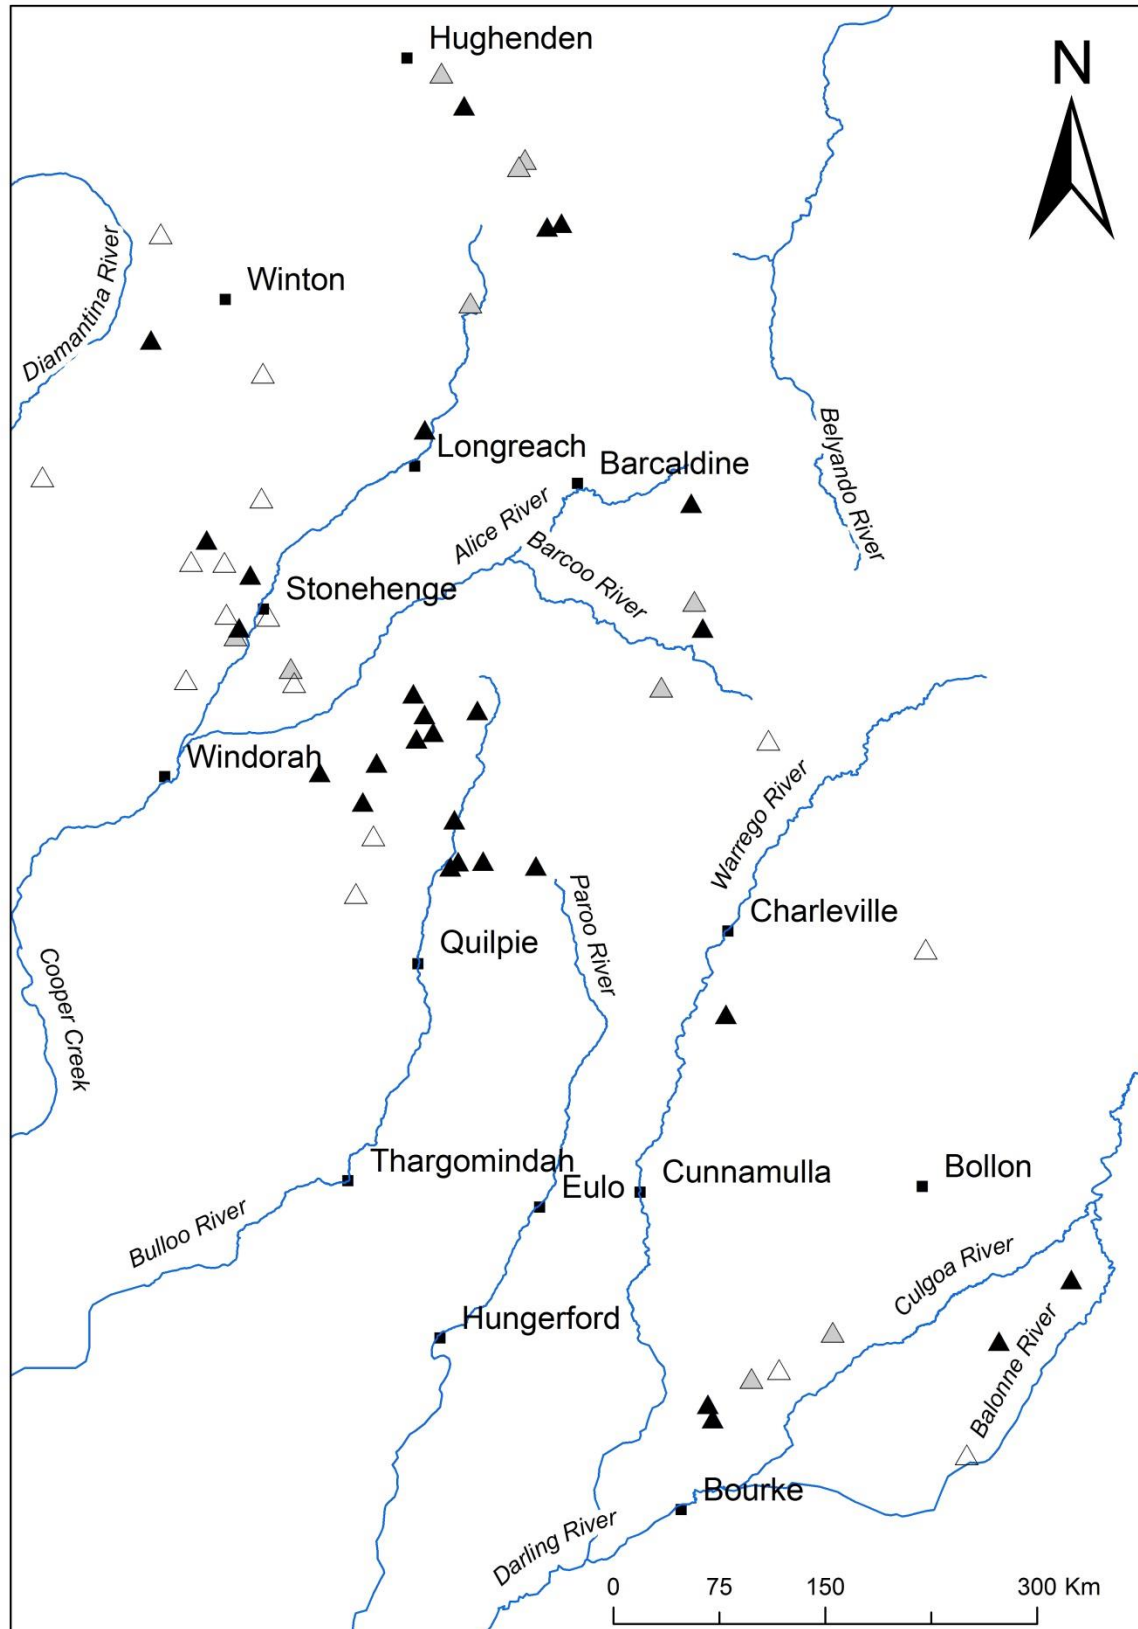 Hughenden
N
Winton
Diamantina River
Longreach
Barcaldine
Belyando River
Alice River
Barcoo River
Stonehenge
Windorah
Warrego River
Paroo River
Charleville
Quilpie
Cooper Creek
Thargomindah
Eulo
Cunnamulla
Bollon
Bulloo River
Culgoa River
Hungerford
Balonne River
Bourke
Darling River
0 75 150 300 Km